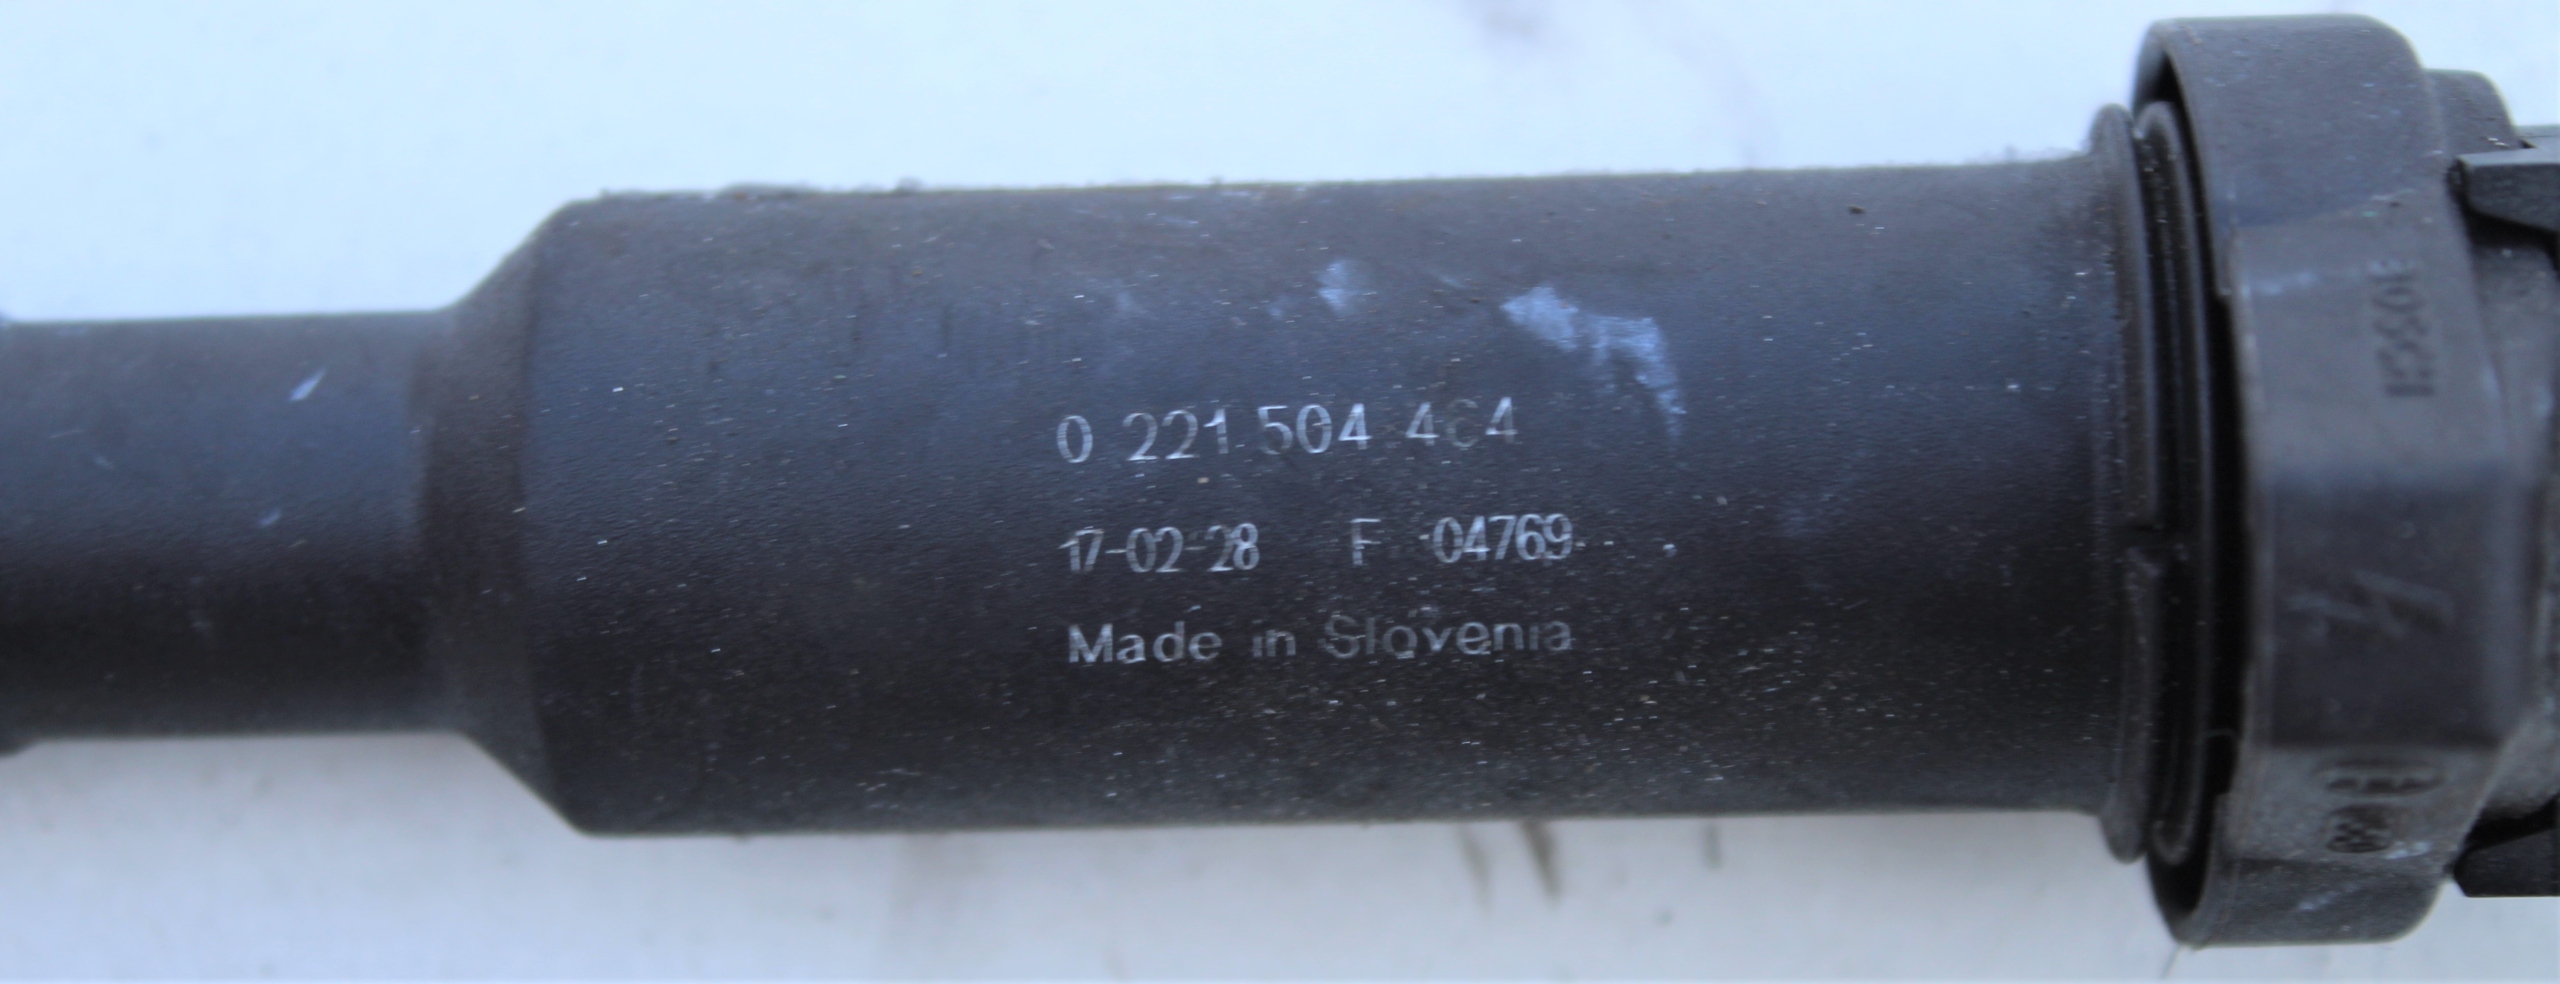 0 221 504 464
17-02-28 F 04769
Made in Slovenia